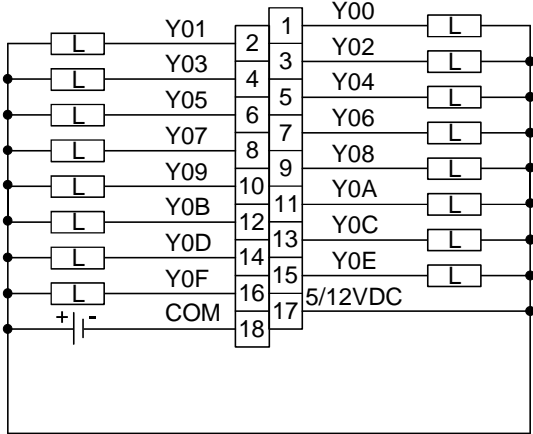 1 Y00 L
L Y01 2
3 Y02 L
L Y03 4
5 Y04 L
L Y05 6
7 Y06 L
L Y07 8
9 Y08 L
L Y09 10
11 Y0A L
L Y0B 12
13 Y0C L
L Y0D 14
15 Y0E L
L Y0F 16
17 5/12VDC
+ - COM 18